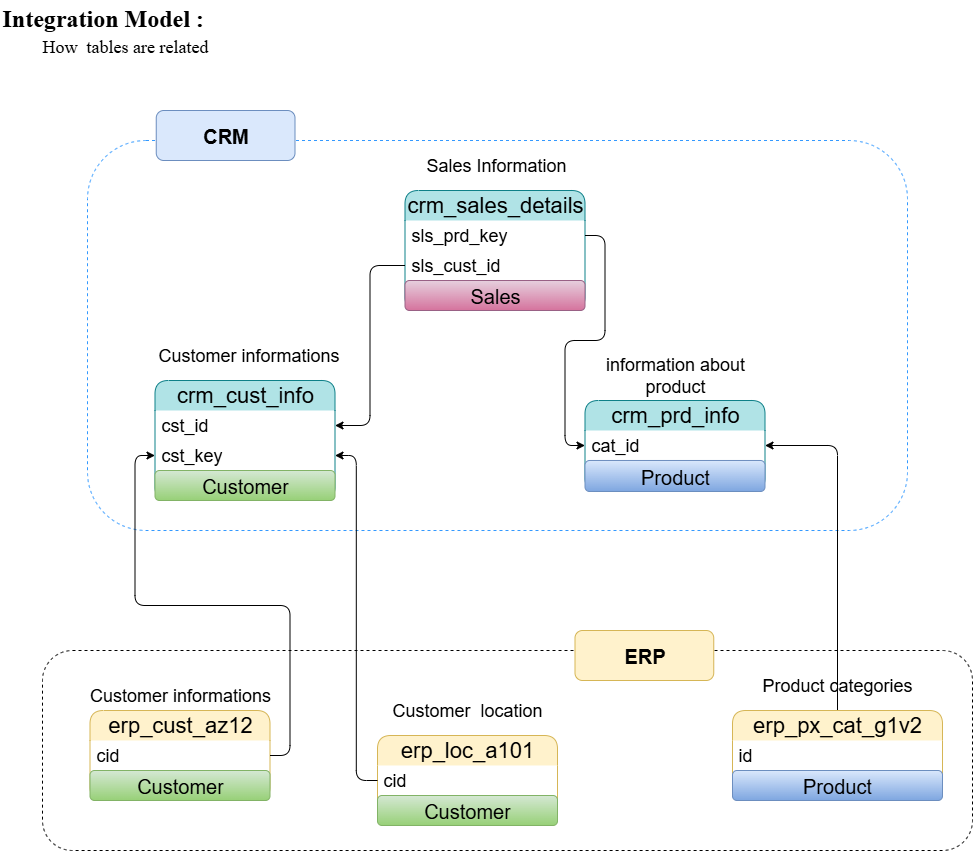 Integration Model :
How  tables are related
CRM
Sales Information
crm_sales_details
sls_prd_key
sls_cust_id
Sales
Customer informations
crm_cust_info
cst_id
cst_key
Customer
information about
product
crm_prd_info
cat_id
Product
ERP
Customer informations
erp_cust_az12
cid
Customer
Customer  location
erp_loc_a101
cid
Customer
Product categories
erp_px_cat_g1v2
id
Product